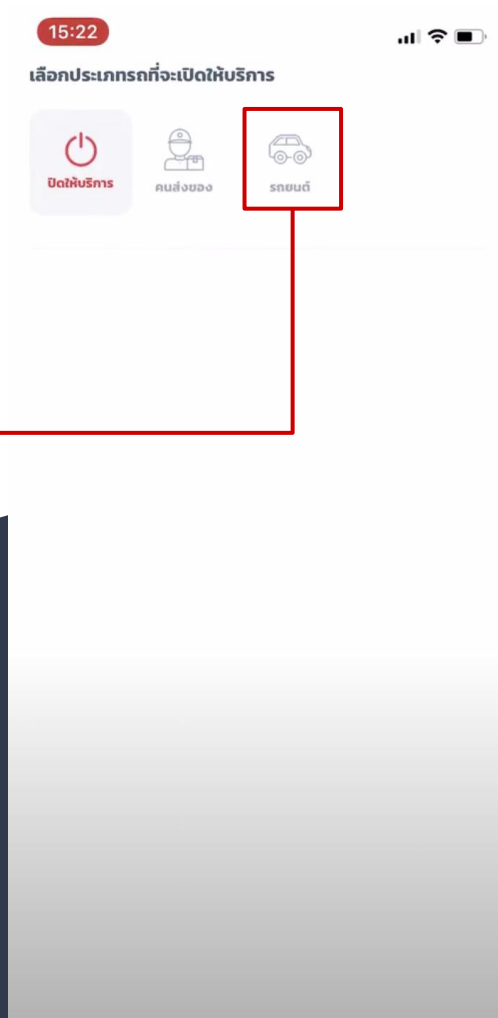 15:22
เลือกประเภทรถที่จะเปิดให้บริการ
ปิดให้บริการ
คนส่งของ
รถยนต์